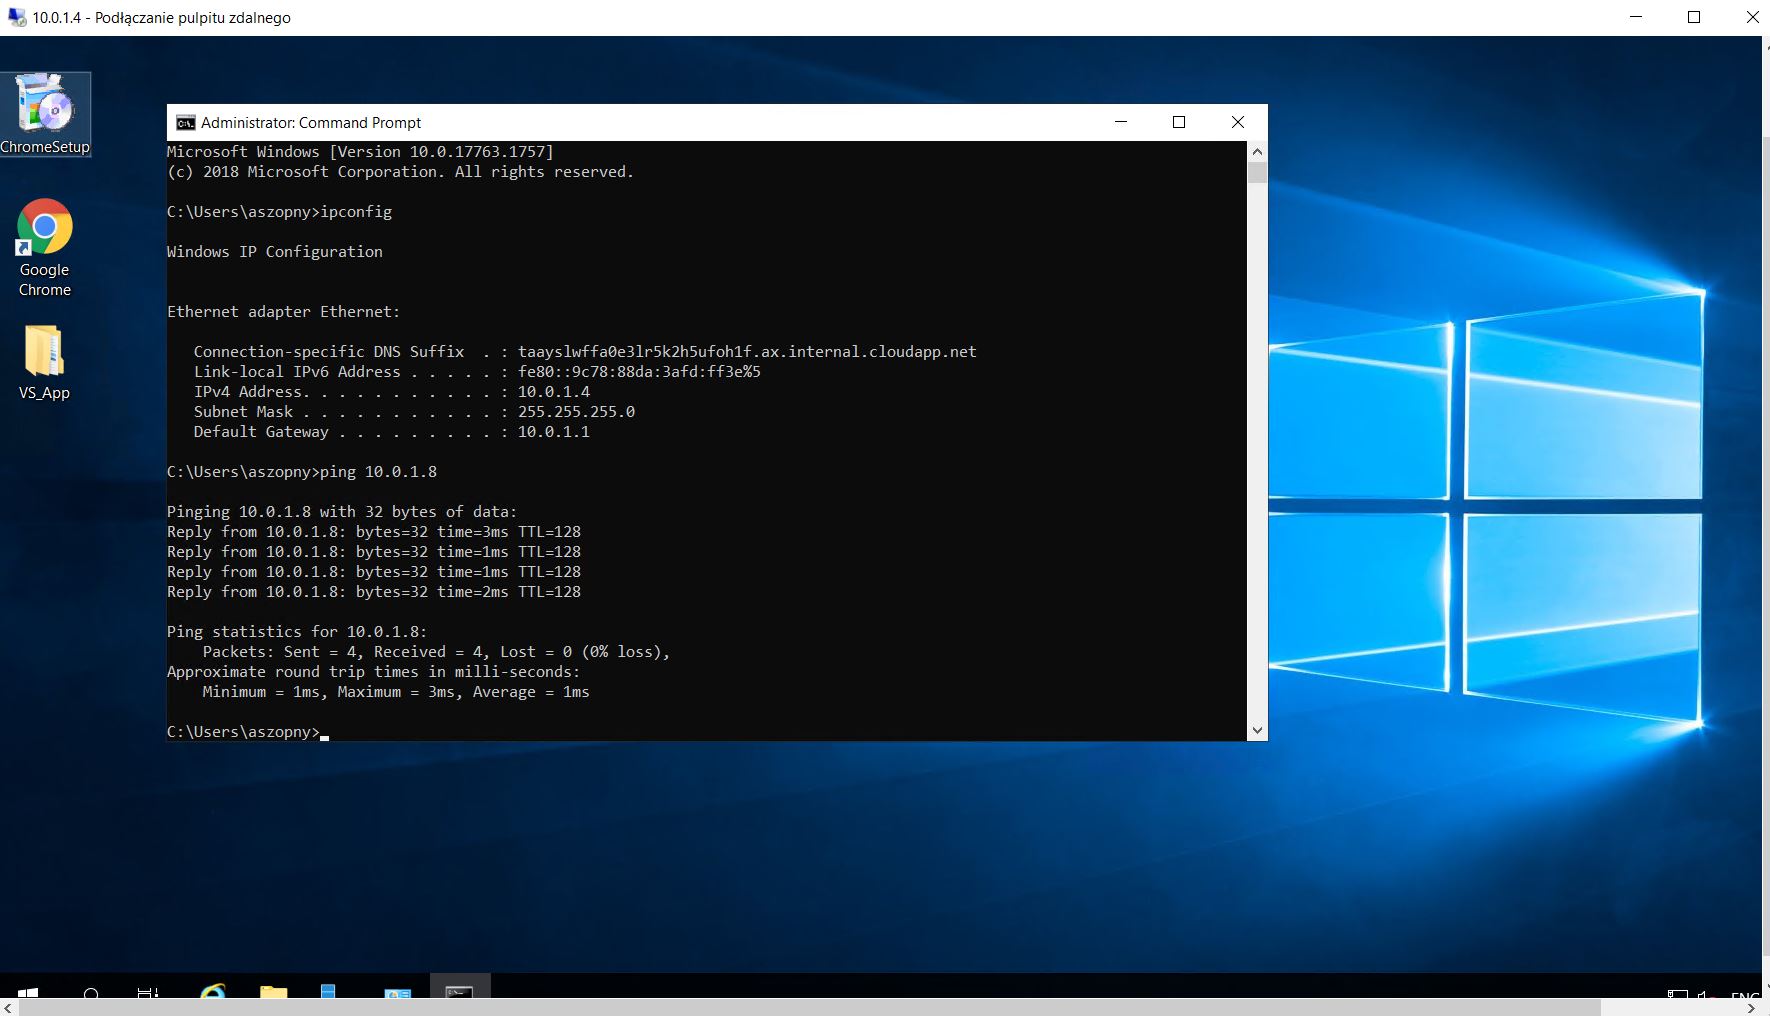 10.0.1.4 - Podłączanie pulpitu zdalnego
ChromeSetup
Google
Chrome
VS_App
Administrator: Command Prompt
Microsoft Windows [Version 10.0.17763.1757]
(c) 2018 Microsoft Corporation. All rights reserved.
C:\Users\aszopny>ipconfig
Windows IP Configuration
Ethernet adapter Ethernet:
Connection-specific DNS Suffix  . : taayslwffa0e3lr5k2h5ufoh1f.ax.internal.cloudapp.net
Link-local IPv6 Address . . . . . : fe80::9c78:88da:3afd:ff3e%5
IPv4 Address. . . . . . . . . . . : 10.0.1.4
Subnet Mask . . . . . . . . . . . : 255.255.255.0
Default Gateway . . . . . . . . . : 10.0.1.1
C:\Users\aszopny>ping 10.0.1.8
Pinging 10.0.1.8 with 32 bytes of data:
Reply from 10.0.1.8: bytes=32 time=3ms TTL=128
Reply from 10.0.1.8: bytes=32 time=1ms TTL=128
Reply from 10.0.1.8: bytes=32 time=1ms TTL=128
Reply from 10.0.1.8: bytes=32 time=2ms TTL=128
Ping statistics for 10.0.1.8:
Packets: Sent = 4, Received = 4, Lost = 0 (0% loss),
Approximate round trip times in milli-seconds:
Minimum = 1ms, Maximum = 3ms, Average = 1ms
C:\Users\aszopny>
ENG